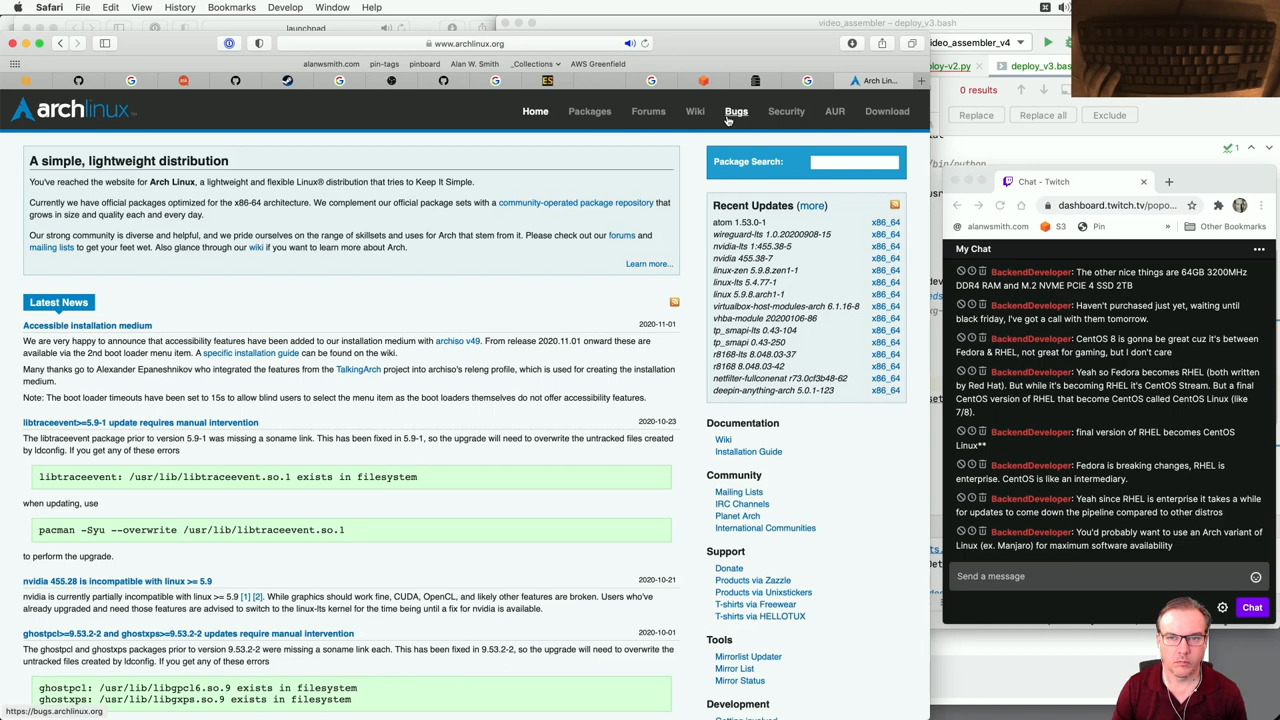 Safari File Edit View History Bookmarks Develop Window Help
launchpad
video_assembler – deploy_v3.bash
www.archlinux.org
alanwsmith.com pin-tags pinboard Alan W. Smith _Collections AWS Greenfield
Arch Lin...
archlinux
Home Packages Forums Wiki Bugs Security AUR Download
A simple, lightweight distribution
You've reached the website for Arch Linux, a lightweight and flexible Linux® distribution that tries to Keep It Simple.
Currently we have official packages optimized for the x86-64 architecture. We complement our official package sets with a community-operated package repository that
grows in size and quality each and every day.
Our strong community is diverse and helpful, and we pride ourselves on the range of skillsets and uses for Arch that stem from it. Please check out our forums and
mailing lists to get your feet wet. Also glance through our wiki if you want to learn more about Arch.
Learn more...
Latest News
Accessible installation medium 2020-11-01
We are very happy to announce that accessibility features have been added to our installation medium with archiso v49. From release 2020.11.01 onward these are
available via the 2nd boot loader menu item. A specific installation guide can be found on the wiki.
Many thanks go to Alexander Epaneshnikov who integrated the features from the TalkingArch project into archiso's releng profile, which is used for creating the installation
medium.
Note: The boot loader timeouts have been set to 15s to allow blind users to select the menu item as the boot loaders themselves do not offer accessibility features.
libtraceevent>=5.9-1 update requires manual intervention 2020-10-23
The libtraceevent package prior to version 5.9-1 was missing a soname link. This has been fixed in 5.9-1, so the upgrade will need to overwrite the untracked files created
by ldconfig. If you get any of these errors
libtraceevent: /usr/lib/libtraceevent.so.1 exists in filesystem
when updating, use
pacman -Syu --overwrite /usr/lib/libtraceevent.so.1
to perform the upgrade.
nvidia 455.28 is incompatible with linux >= 5.9 2020-10-21
nvidia is currently partially incompatible with linux >= 5.9 [1] [2]. While graphics should work fine, CUDA, OpenCL, and likely other features are broken. Users who've
already upgraded and need those features are advised to switch to the linux-lts kernel for the time being until a fix for nvidia is available.
ghostpcl>=9.53.2-2 and ghostxps>=9.53.2-2 updates require manual intervention 2020-10-01
The ghostpcl and ghostxps packages prior to version 9.53.2-2 were missing a soname link each. This has been fixed in 9.53.2-2, so the upgrade will need to overwrite the
untracked files created by ldconfig. If you get any of these errors
ghostpcl: /usr/lib/libgpcl6.so.9 exists in filesystem
ghostxps: /usr/lib/libgxps.so.9 exists in filesystem
https://bugs.archlinux.org
Package Search:
Recent Updates (more)
atom 1.53.0-1 x86_64
wireguard-lts 1.0.20200908-15 x86_64
nvidia-lts 1:455.38-5 x86_64
nvidia 455.38-7 x86_64
linux-zen 5.9.8.zen1-1 x86_64
linux-lts 5.4.77-1 x86_64
linux 5.9.8.arch1-1 x86_64
virtualbox-host-modules-arch 6.1.16-8 x86_64
vhba-module 20200106-86 x86_64
tp_smapi-lts 0.43-104 x86_64
tp_smapi 0.43-250 x86_64
r8168-lts 8.048.03-37 x86_64
r8168 8.048.03-42 x86_64
netfilter-fullconenat r73.0cf3b48-62 x86_64
deepin-anything-arch 5.0.1-123 x86_64
Documentation
Wiki
Installation Guide
Community
Mailing Lists
IRC Channels
Planet Arch
International Communities
Support
Donate
Products via Zazzle
Products via Unixstickers
T-shirts via Freewear
T-shirts via HELLOTUX
Tools
Mirrorlist Updater
Mirror List
Mirror Status
Development
Getting involved
video_assembler_v4
loy-v2.py deploy_v3.bas
0 results
Replace Replace all Exclude
1
bin/python
Chat - Twitch
dashboard.twitch.tv/popo...
alanwsmith.com S3 Pin » Other Bookmarks
My Chat
BackendDeveloper: The other nice things are 64GB 3200MHz
DDR4 RAM and M.2 NVME PCIE 4 SSD 2TB
BackendDeveloper: Haven't purchased just yet, waiting until
black friday, I've got a call with them tomorrow.
BackendDeveloper: CentOS 8 is gonna be great cuz it's between
Fedora & RHEL, not great for gaming, but I don't care
BackendDeveloper: Yeah so Fedora becomes RHEL (both written
by Red Hat). But while it's becoming RHEL it's CentOS Stream. But a final
CentOS version of RHEL that become CentOS called CentOS Linux (like
7/8).
BackendDeveloper: final version of RHEL becomes CentOS
Linux**
BackendDeveloper: Fedora is breaking changes, RHEL is
enterprise. CentOS is like an intermediary.
BackendDeveloper: Yeah since RHEL is enterprise it takes a while
for updates to come down the pipeline compared to other distros
BackendDeveloper: You'd probably want to use an Arch variant of
Linux (ex. Manjaro) for maximum software availability
Send a message
Chat